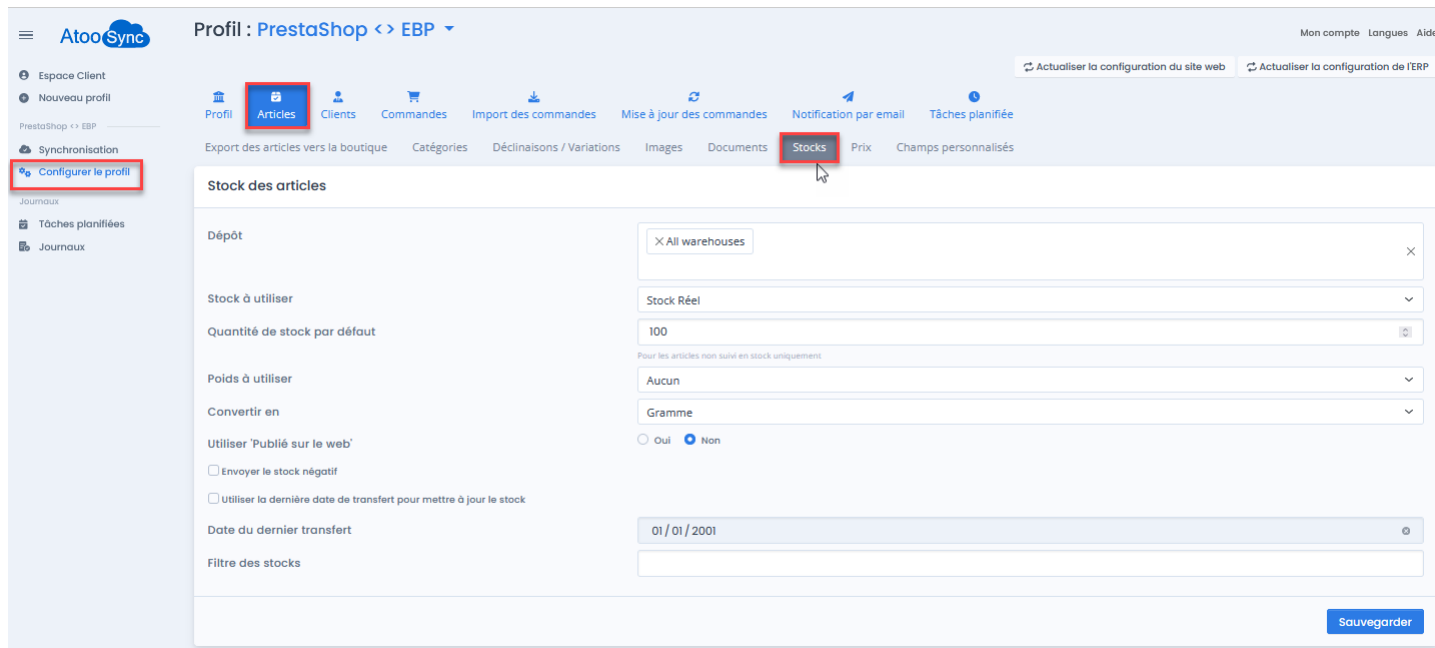 AtooSync
Profil : PrestaShop <> EBP
Mon compte Langues Aide
Actualiser la configuration du site web Actualiser la configuration de l'ERP
Espace Client
Nouveau profil
PrestaShop <> EBP
Synchronisation
Configurer le profil
Journaux
Tâches planifiées
Journaux
Profil Articles Clients Commandes Import des commandes Mise à jour des commandes Notification par email Tâches planifiée
Export des articles vers la boutique Catégories Déclinaisons / Variations Images Documents Stocks Prix Champs personnalisés
Stock des articles
Dépôt
All warehouses
Stock à utiliser
Stock Réel
Quantité de stock par défaut
100
Pour les articles non suivi en stock uniquement
Poids à utiliser
Aucun
Convertir en
Gramme
Utiliser 'Publié sur le web'
Oui Non
Envoyer le stock négatif
Utiliser la dernière date de transfert pour mettre à jour le stock
Date du dernier transfert
01/01/2001
Filtre des stocks
Sauvegarder